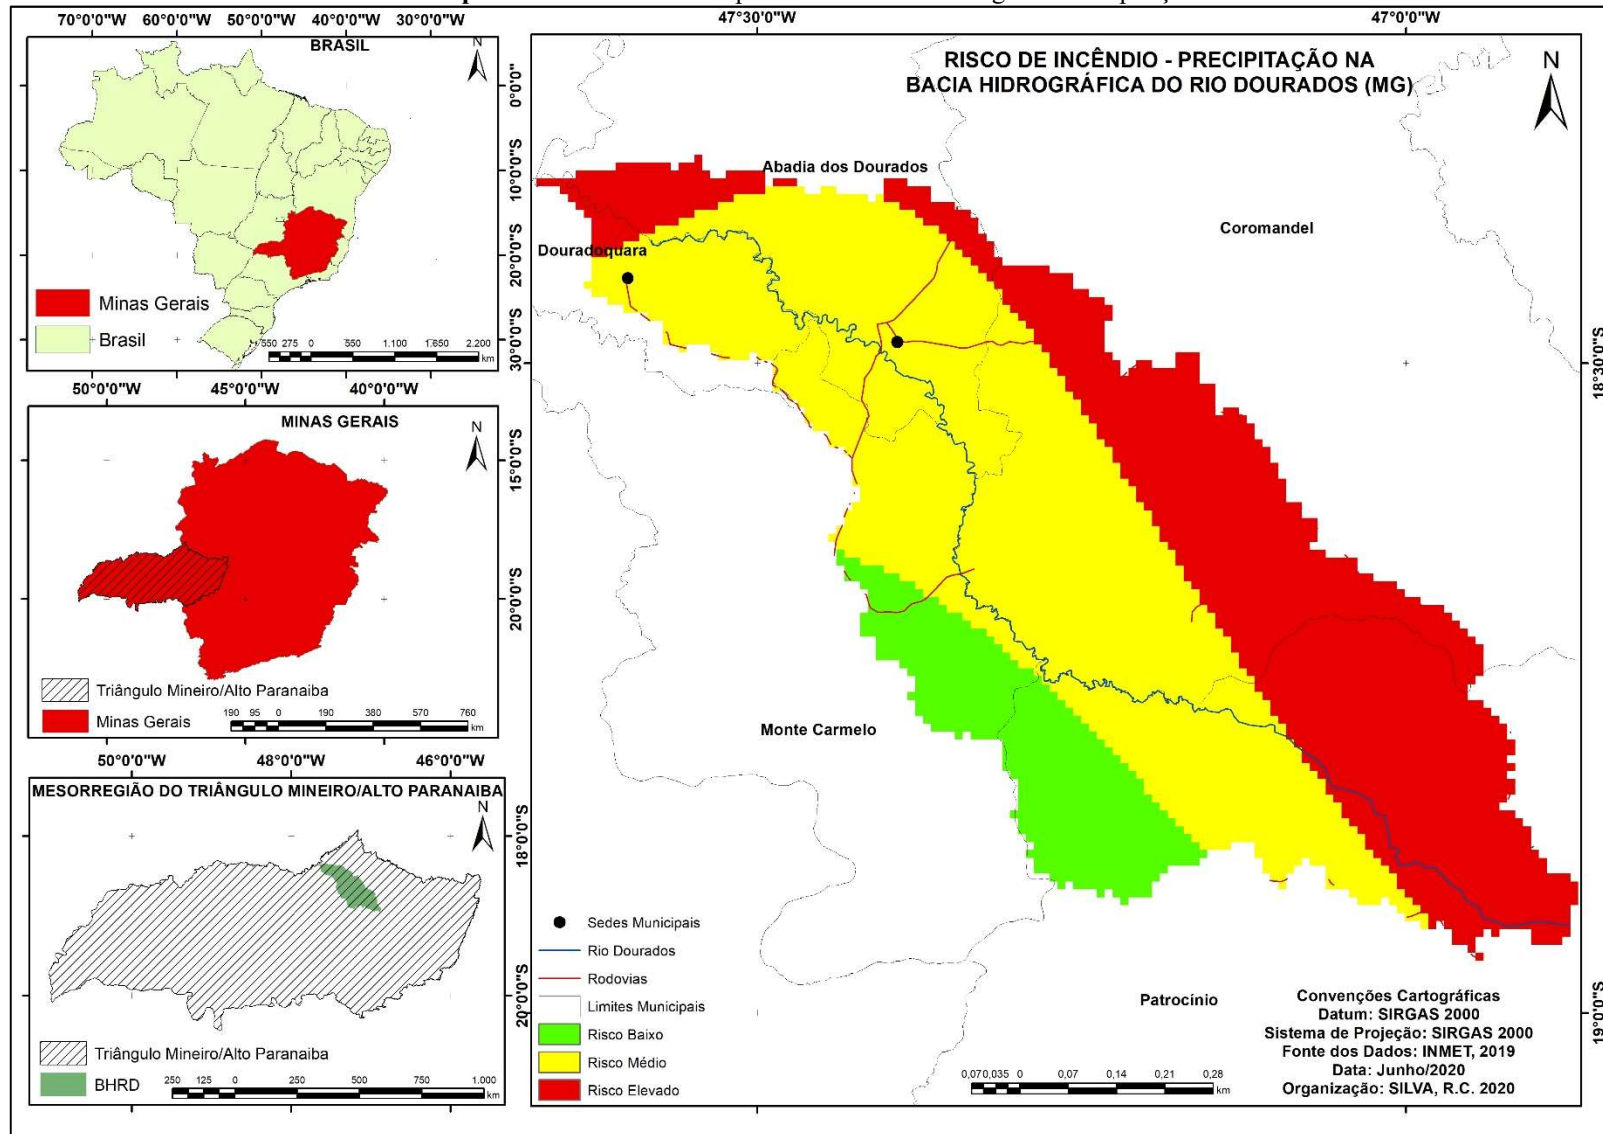 70°0'0"W 60°0'0"W 50°0'0"W 40°0'0"W 30°0'0"W
BRASIL
N
0°0'0"
10°0'0"S
20°0'0"S
30°0'0"S
Minas Gerais
Brasil
550 275 0 550 1.100 1.650 2.200
km
50°0'0"W 45°0'0"W 40°0'0"W
MINAS GERAIS
N
15°0'0"S
20°0'0"S
Triângulo Mineiro/Alto Paranaiba
Minas Gerais
190 95 0 190 380 570 760
km
50°0'0"W 48°0'0"W 46°0'0"W
MESORREGIÃO DO TRIÂNGULO MINEIRO/ALTO PARANAIBA
N
18°0'0"S
20°0'0"S
Triângulo Mineiro/Alto Paranaiba
BHRD
250 125 0 250 500 750 1.000
km
47°30'0"W 47°0'0"W
RISCO DE INCÊNDIO - PRECIPITAÇÃO NA
BACIA HIDROGRÁFICA DO RIO DOURADOS (MG)
N
Abadia dos Dourados
Coromandel
Douradoquara
18°30'0"S
Monte Carmelo
Patrocínio
19°0'0"S
Sedes Municipais
Rio Dourados
Rodovias
Limites Municipais
Risco Baixo
Risco Médio
Risco Elevado
0,07 0,035 0 0,07 0,14 0,21 0,28
km
Convenções Cartográficas
Datum: SIRGAS 2000
Sistema de Projeção: SIRGAS 2000
Fonte dos Dados: INMET, 2019
Data: Junho/2020
Organização: SILVA, R.C. 2020